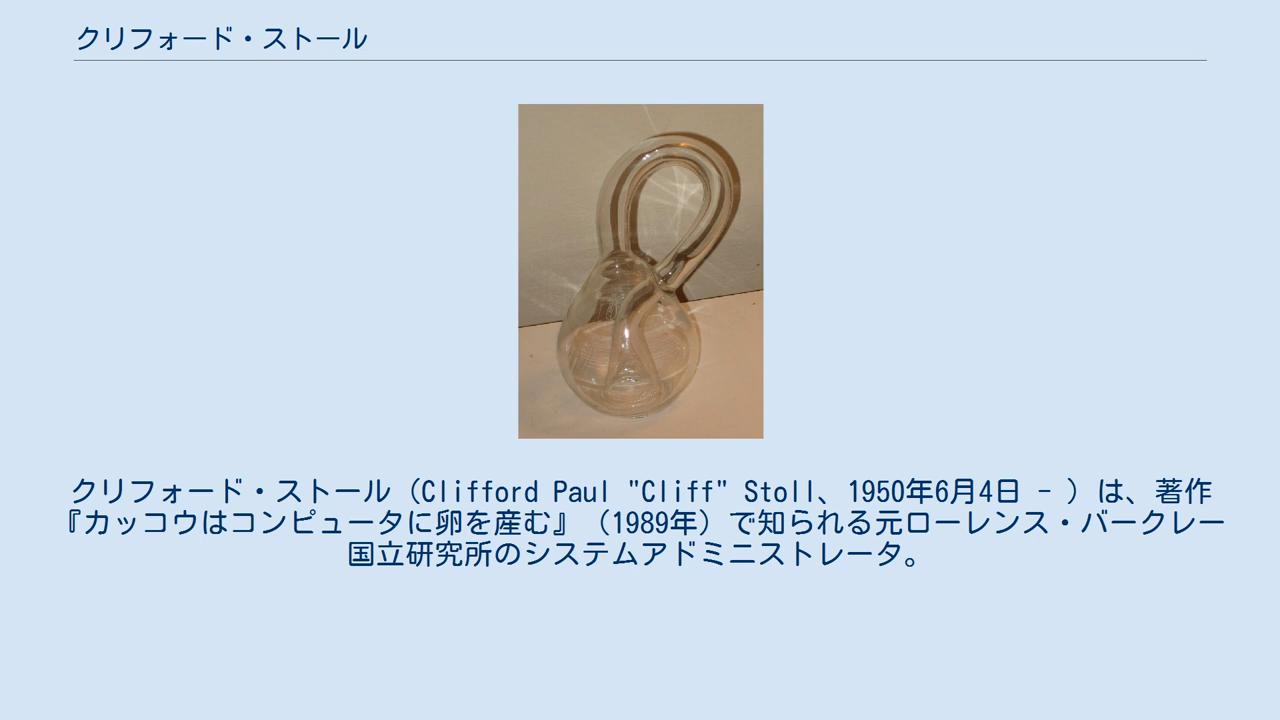 クリフォード・ストール
クリフォード・ストール（Clifford Paul "Cliff" Stoll、1950年6月4日 - ）は、著作
『カッコウはコンピュータに卵を産む』（1989年）で知られる元ローレンス・バークレー
国立研究所のシステムアドミニストレータ。